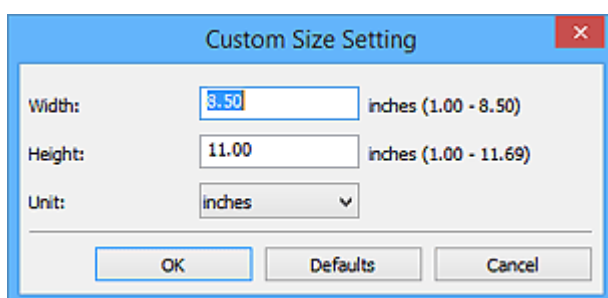 Custom Size Setting
Width: 8.50 inches (1.00 - 8.50)
Height: 11.00 inches (1.00 - 11.69)
Unit: inches
OK Defaults Cancel